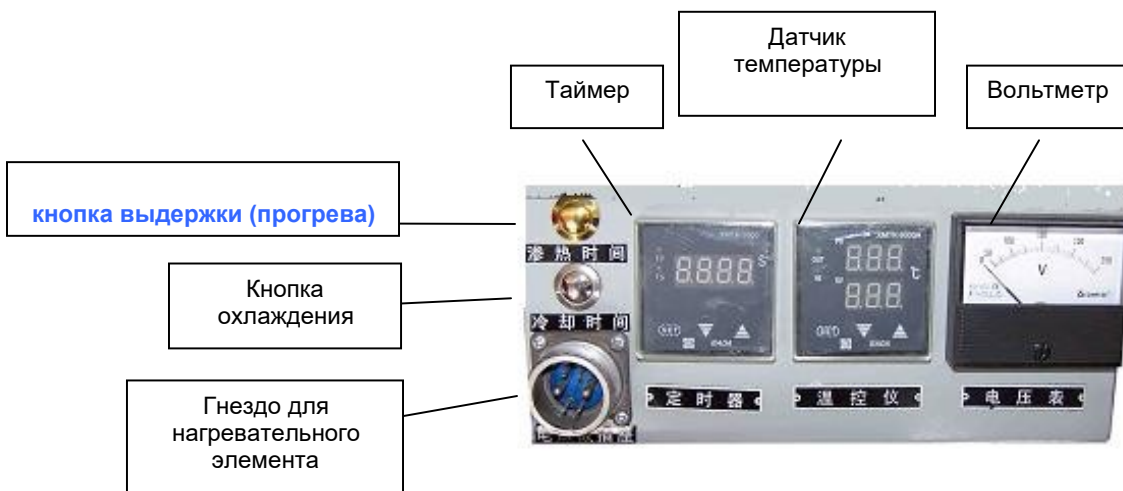 Датчик
температуры
Таймер
Вольтметр
кнопка выдержки (прогрева)
渗热时间
Кнопка
охлаждения
冷却时间
V
℃
SET
定时器
温控仪
电压表
Гнездо для
нагревательного
элемента